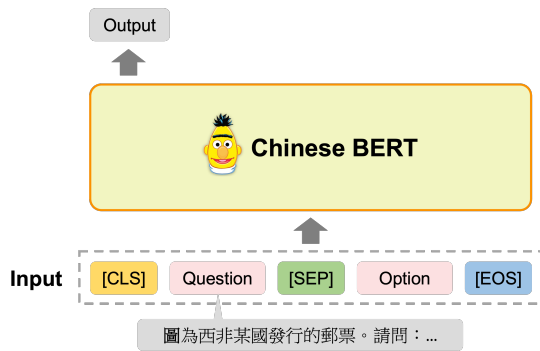 Output
Chinese BERT
Input
[CLS] Question [SEP] Option [EOS]
圖為西非某國發行的郵票。請問：...